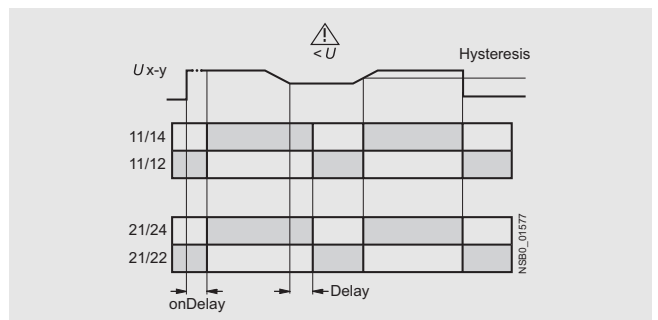 < U
Hysteresis
U x-y
11/14
11/12
21/24
21/22
NSB0_01577
onDelay
Delay